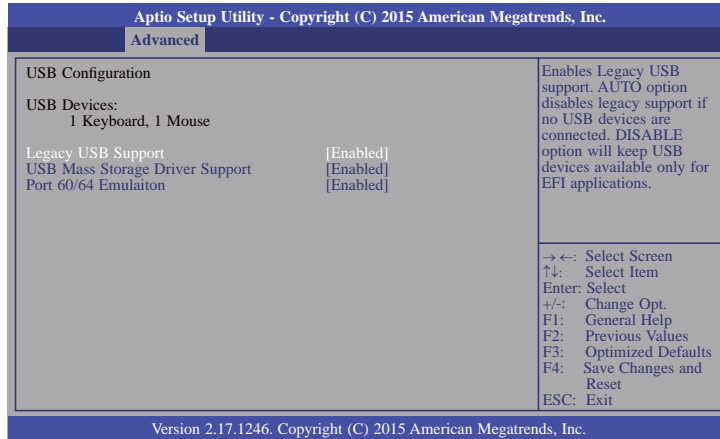 Aptio Setup Utility - Copyright (C) 2015 American Megatrends, Inc.
Advanced
USB Configuration
USB Devices:
1 Keyboard, 1 Mouse
Legacy USB Support [Enabled]
USB Mass Storage Driver Support [Enabled]
Port 60/64 Emulaiton [Enabled]
Enables Legacy USB
support. AUTO option
disables legacy support if
no USB devices are
connected. DISABLE
option will keep USB
devices available only for
EFI applications.
→ ←: Select Screen
↑↓: Select Item
Enter: Select
+/-: Change Opt.
F1: General Help
F2: Previous Values
F3: Optimized Defaults
F4: Save Changes and
Reset
ESC: Exit
Version 2.17.1246. Copyright (C) 2015 American Megatrends, Inc.